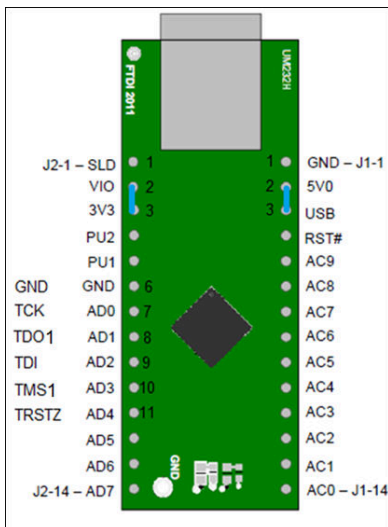 FTDI 2011
UM232H
J2-1 – SLD 1 1 GND – J1-1
VIO 2 2 5V0
3V3 3 3 USB
PU2 RST#
PU1 AC9
GND GND 6 AC8
TCK AD0 7 AC7
TDO1 AD1 8 AC6
TDI AD2 9 AC5
TMS1 AD3 10 AC4
TRSTZ AD4 11 AC3
AD5 AC2
AD6 AC1
GND
J2-14 – AD7 AC0 – J1-14